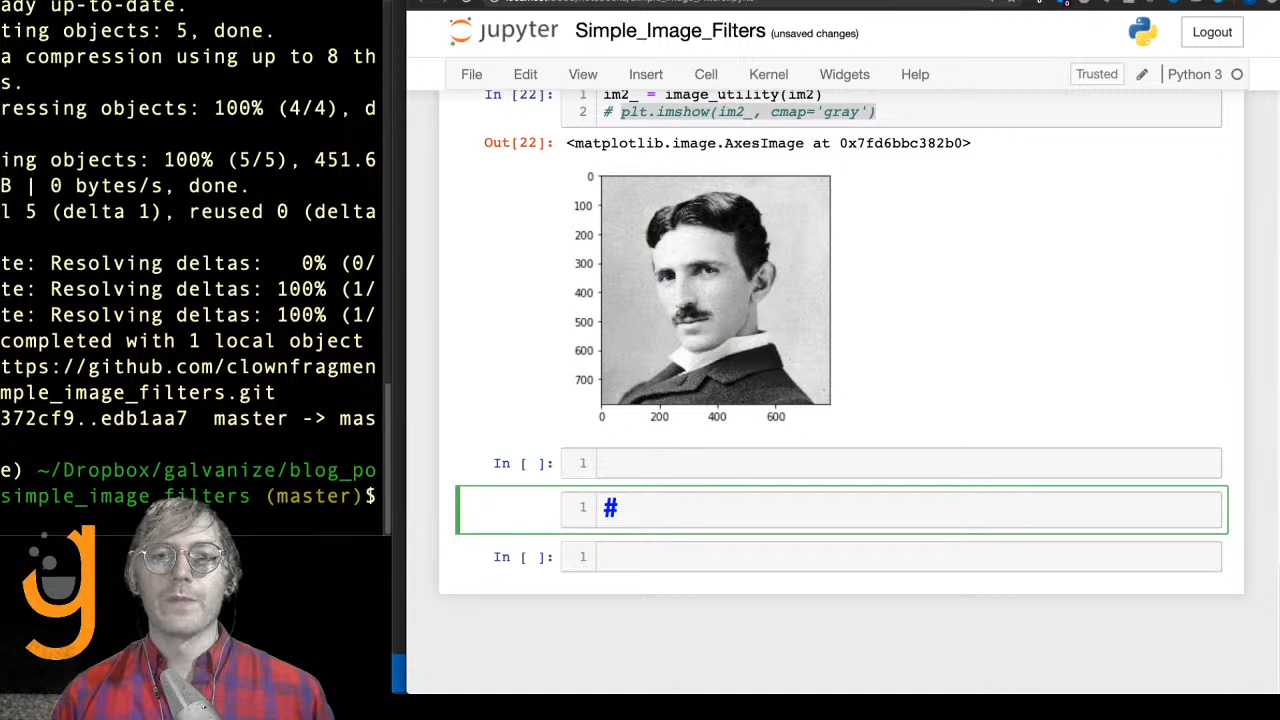 ady up-to-date.
ting objects: 5, done.
a compression using up to 8 th
s.
ressing objects: 100% (4/4), d
ing objects: 100% (5/5), 451.6
B | 0 bytes/s, done.
l 5 (delta 1), reused 0 (delta
te: Resolving deltas:   0% (0/
te: Resolving deltas: 100% (1/
te: Resolving deltas: 100% (1/
completed with 1 local object
ttps://github.com/clownfragmen
mple_image_filters.git
372cf9..edb1aa7  master -> mas
e) ~/Dropbox/galvanize/blog_po
simple_image_filters (master)$
g
jupyter Simple_Image_Filters (unsaved changes) Logout
File Edit View Insert Cell Kernel Widgets Help Trusted Python 3
In [22]: 1 im2_ = image_utility(im2)
2 # plt.imshow(im2_, cmap='gray')
Out[22]: <matplotlib.image.AxesImage at 0x7fd6bbc382b0>
0
100
200
300
400
500
600
700
0 200 400 600
In [ ]: 1
1 #
In [ ]: 1